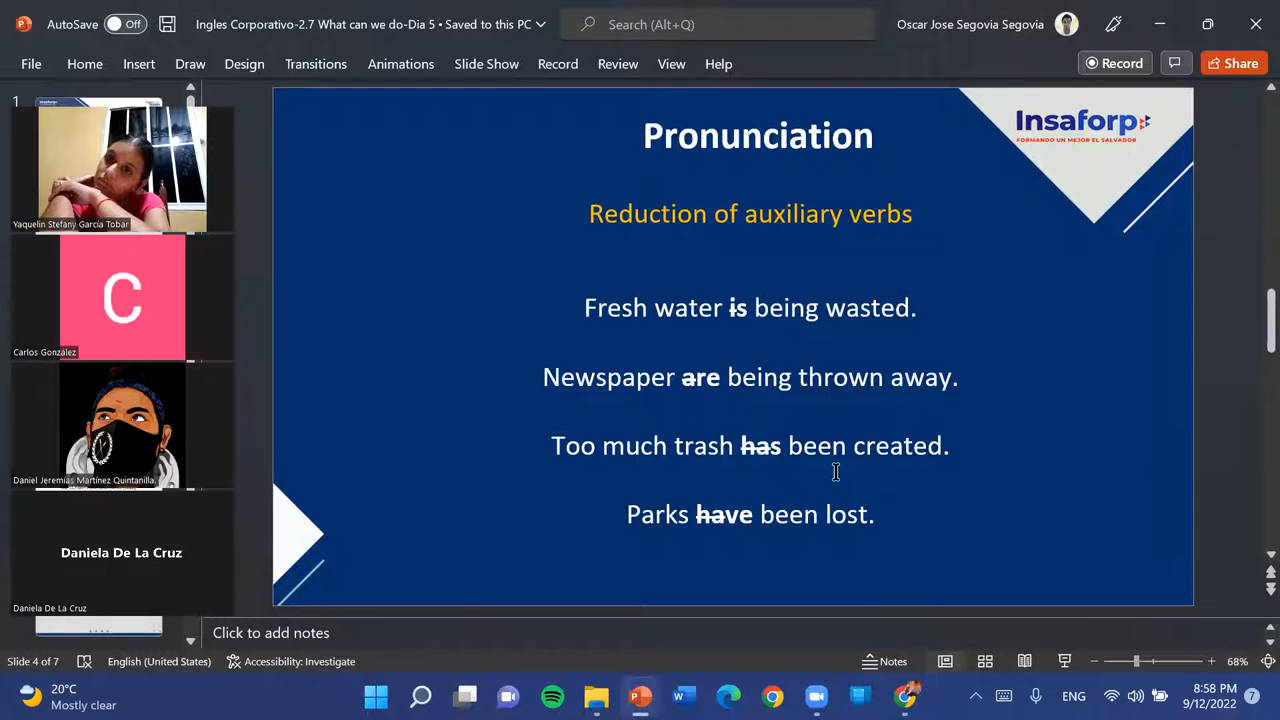 AutoSave Off Ingles Corporativo-2.7 What can we do-Dia 5 • Saved to this PC Search (Alt+Q) Oscar Jose Segovia Segovia
File Home Insert Draw Design Transitions Animations Slide Show Record Review View Help Record Share
1
Insaforp
FORMANDO UN MEJOR EL SALVADOR
Pronunciation
Reduction of auxiliary verbs
Fresh water is being wasted.
Newspaper are being thrown away.
Too much trash has been created.
Parks have been lost.
Yaquelin Stefany García Tobar
C
Carlos González
Daniel Jeremías Martínez Quintanilla
Daniela De La Cruz
Daniela De La Cruz
Click to add notes
Slide 4 of 7 English (United States) Accessibility: Investigate Notes 68%
20°C
Mostly clear
ENG
8:58 PM
9/12/2022
7